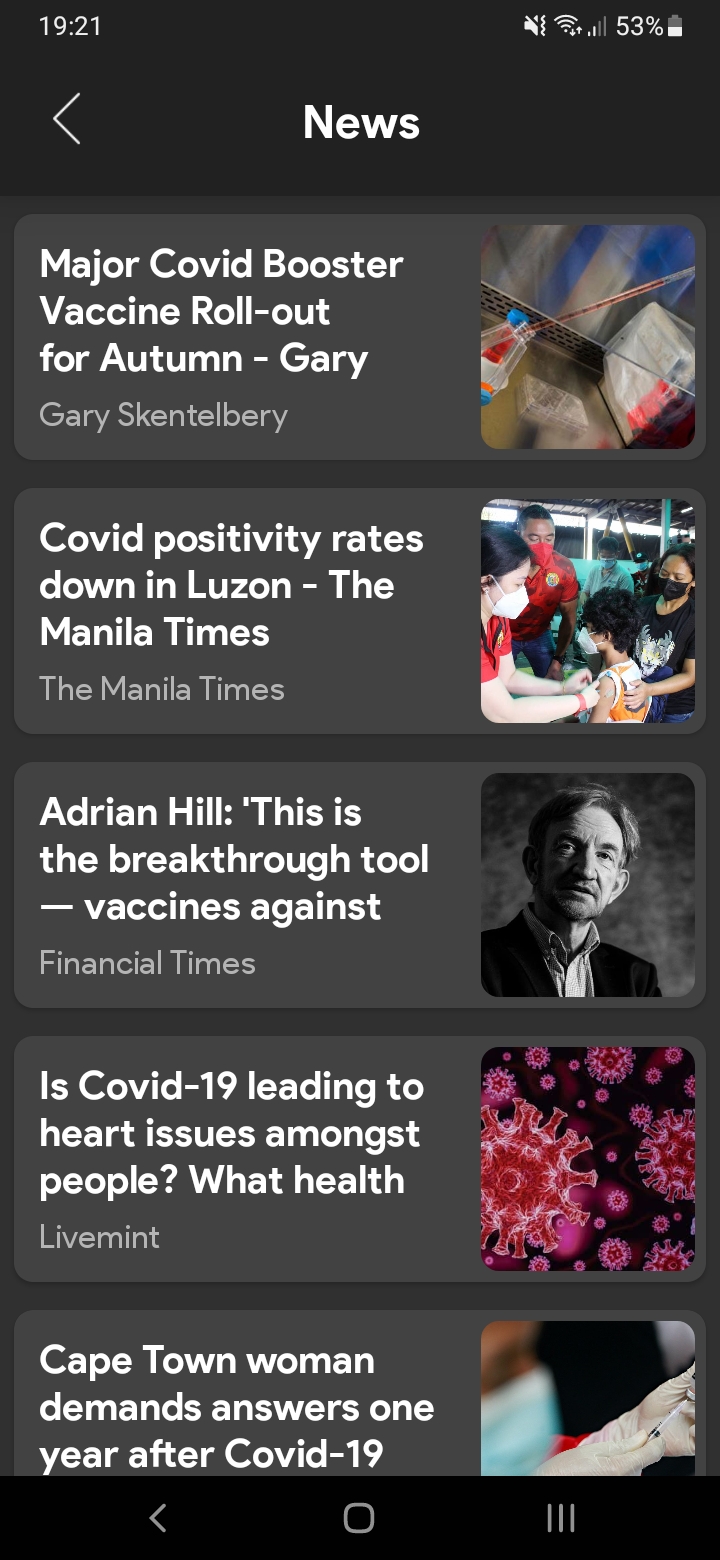 19:21
53%
News
Major Covid Booster
Vaccine Roll-out
for Autumn - Gary
Gary Skentelbery
Covid positivity rates
down in Luzon - The
Manila Times
The Manila Times
Adrian Hill: 'This is
the breakthrough tool
— vaccines against
Financial Times
Is Covid-19 leading to
heart issues amongst
people? What health
Livemint
Cape Town woman
demands answers one
year after Covid-19